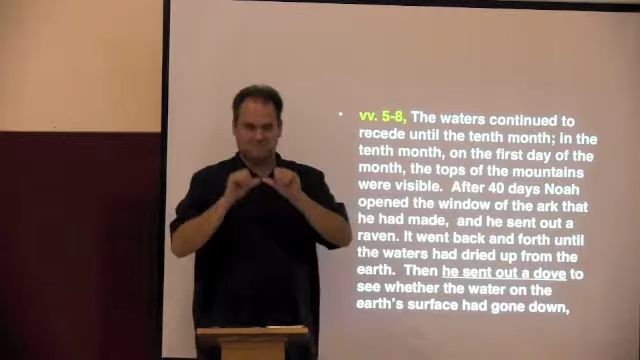 • vv. 5-8, The waters continued to
recede until the tenth month; in the
tenth month, on the first day of the
month, the tops of the mountains
were visible. After 40 days Noah
opened the window of the ark that
he had made, and he sent out a
raven. It went back and forth until
the waters had dried up from the
earth. Then he sent out a dove to
see whether the water on the
earth's surface had gone down,